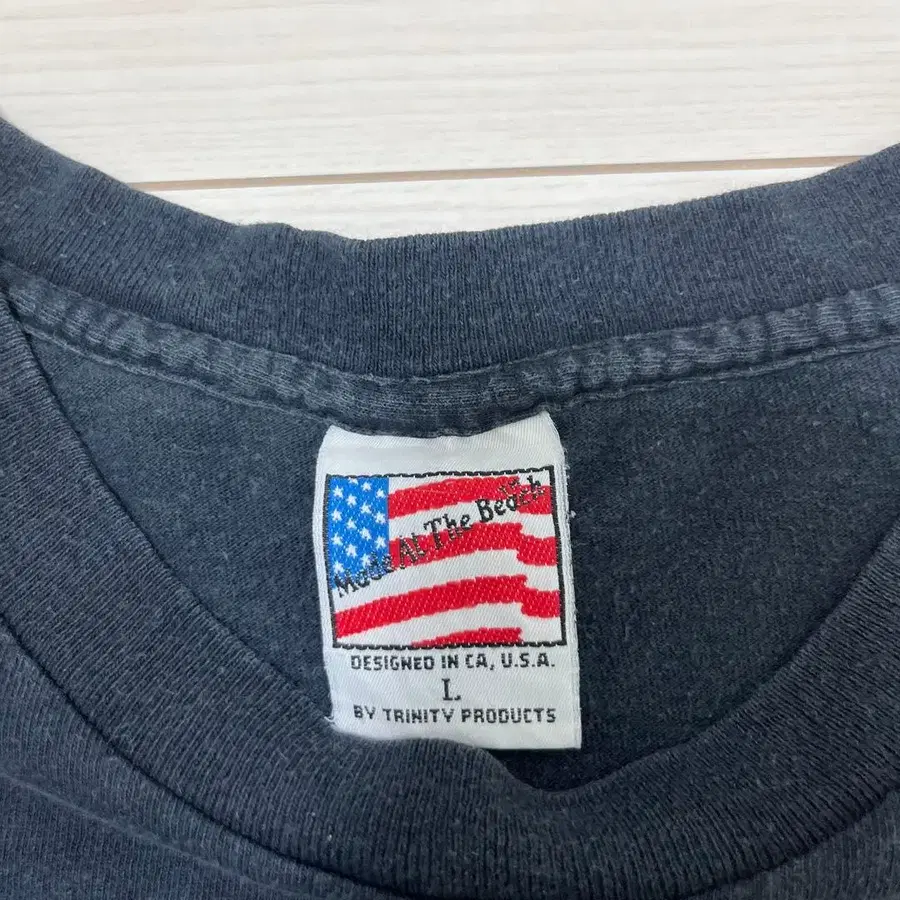 Made At The Beach
DESIGNED IN CA, U.S.A.
L
BY TRINITY PRODUCTS